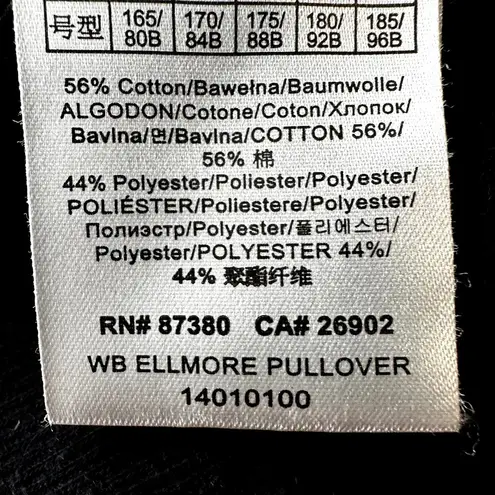 号型 165/80B 170/84B 175/88B 180/92B 185/96B
56% Cotton/Bawełna/Baumwolle/
ALGODON/Cotone/Coton/Хлопок/
Bavlna/면/Bavlna/COTTON 56%/
56% 棉
44% Polyester/Poliester/Polyester/
POLIÉSTER/Poliestere/Polyester/
Полиэстр/Polyester/폴리에스터/
Polyester/POLYESTER 44%/
44% 聚酯纤维
RN# 87380 CA# 26902
WB ELLMORE PULLOVER
14010100